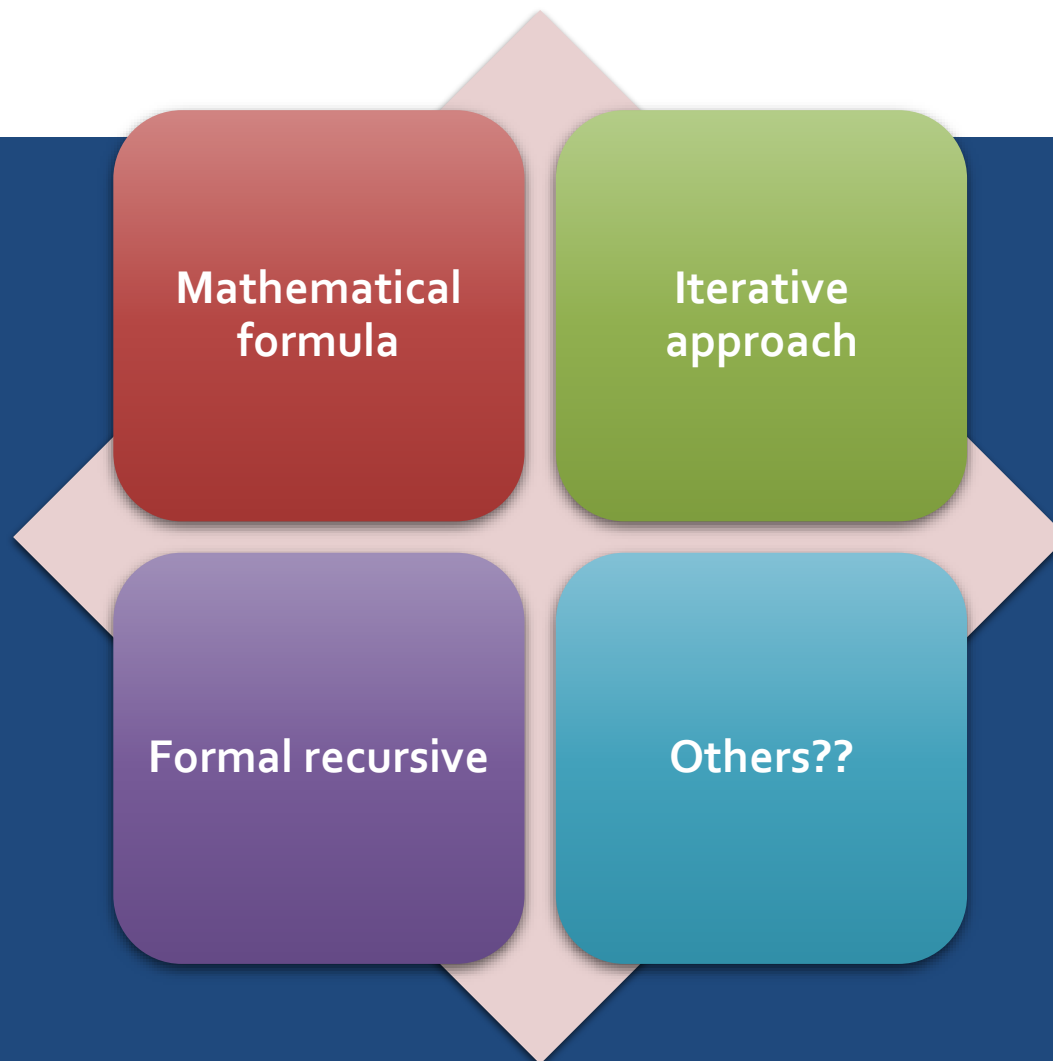 Mathematical
formula
Iterative
approach
Formal recursive
Others??